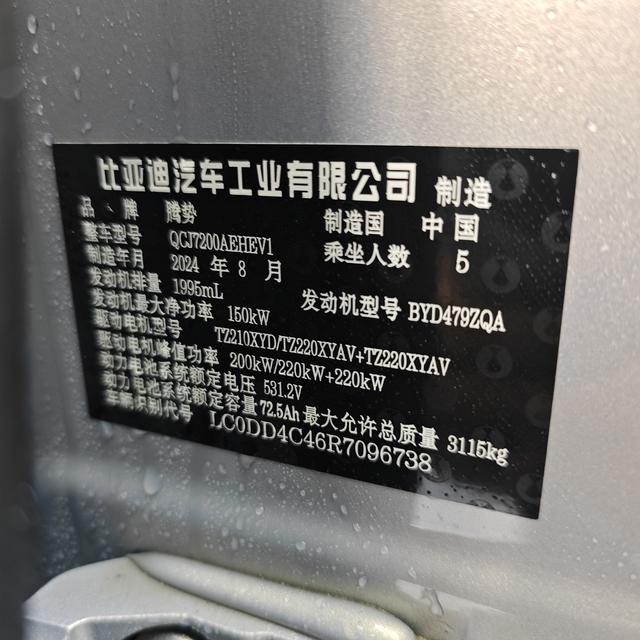 比亚迪汽车工业有限公司 制造
品 牌 腾势 制造国 中国
整车型号 QCJ7200AEHEV1 乘坐人数 5
制造年月 2024 年 8 月
发动机排量 1995mL 发动机型号 BYD479ZQA
发动机最大净功率 150kW
驱动电机型号 TZ210XYD/TZ220XYAV+TZ220XYAV
驱动电机峰值功率 200kW/220kW+220kW
动力电池系统额定电压 531.2V
动力电池系统额定容量 72.5Ah 最大允许总质量 3115kg
车辆识别代号 LC0DD4C46R7096738